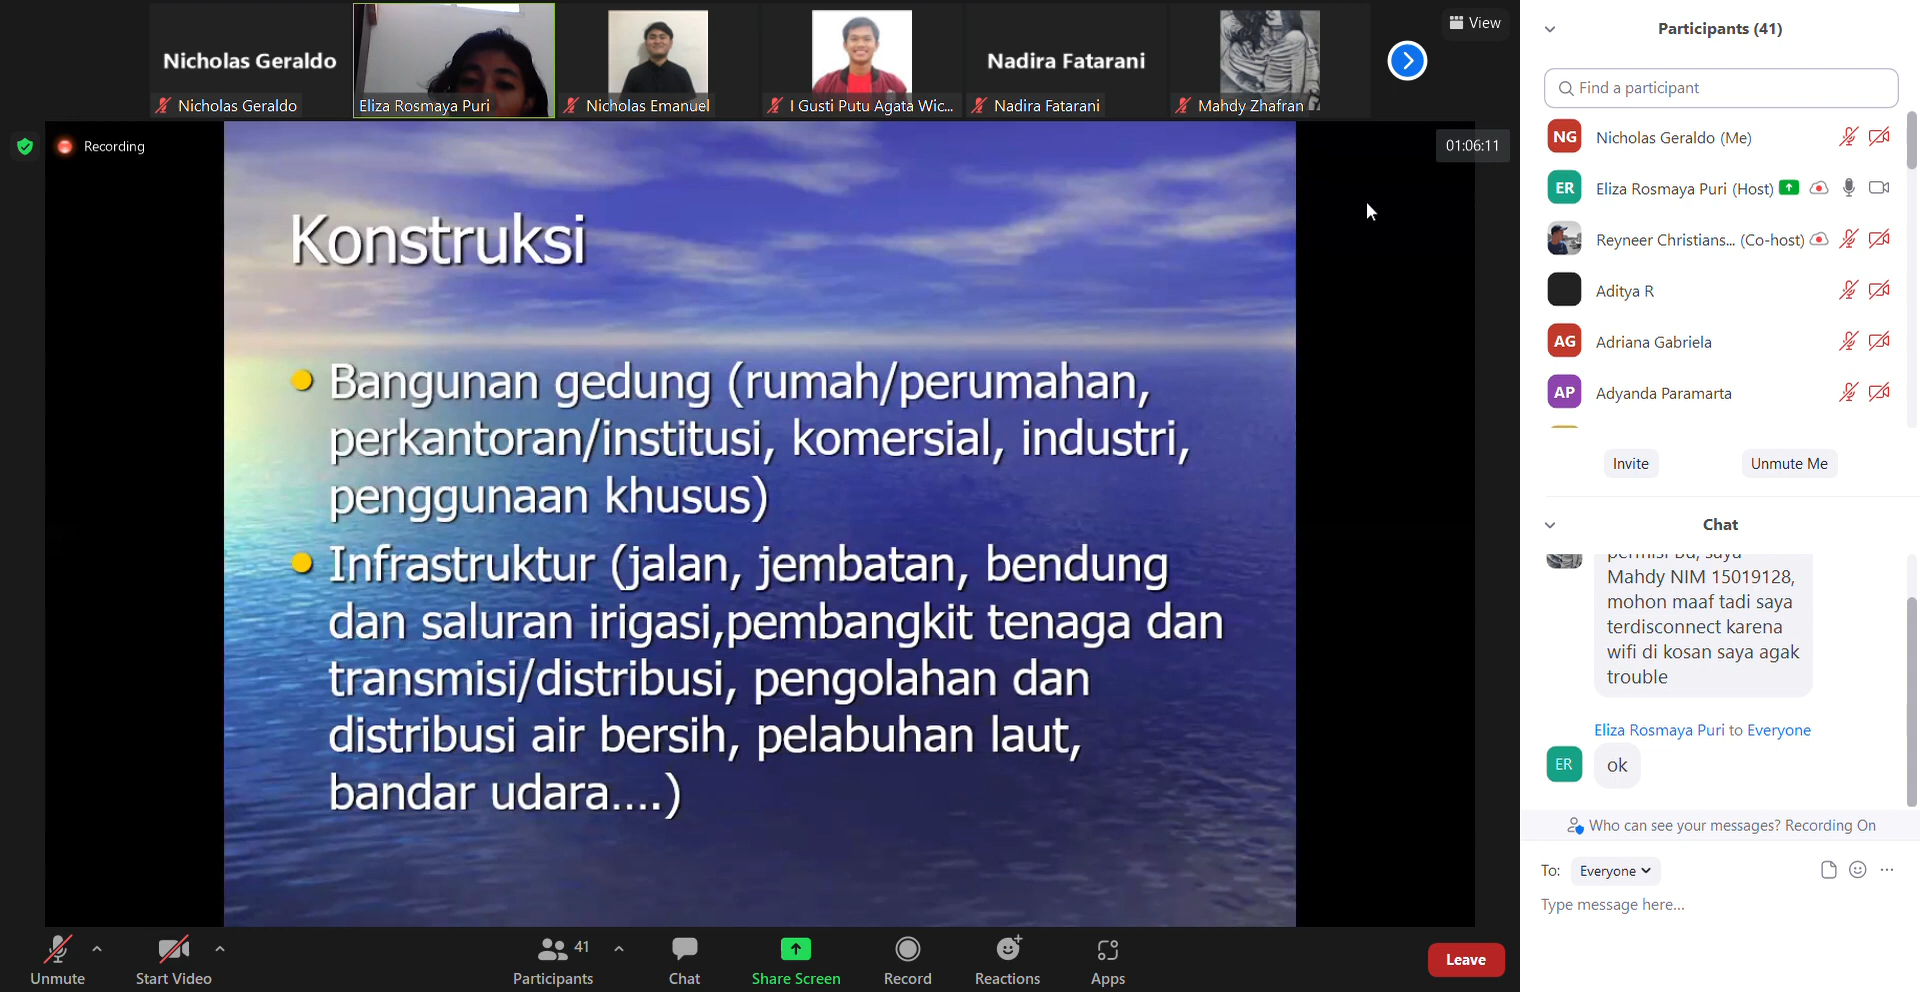 Nicholas Geraldo
Nicholas Geraldo
Eliza Rosmaya Puri
Nicholas Emanuel
I Gusti Putu Agata Wic...
Nadira Fatarani
Nadira Fatarani
Mahdy Zhafran
View
Recording
01:06:11
Konstruksi
Bangunan gedung (rumah/perumahan,
perkantoran/institusi, komersial, industri,
penggunaan khusus)
Infrastruktur (jalan, jembatan, bendung
dan saluran irigasi,pembangkit tenaga dan
transmisi/distribusi, pengolahan dan
distribusi air bersih, pelabuhan laut,
bandar udara....)
Unmute
Start Video
41
Participants
Chat
Share Screen
Record
Reactions
Apps
Leave
Participants (41)
Find a participant
NG Nicholas Geraldo (Me)
ER Eliza Rosmaya Puri (Host)
Reyneer Christians... (Co-host)
Aditya R
AG Adriana Gabriela
AP Adyanda Paramarta
Invite
Unmute Me
Chat
permisi Bu, saya
Mahdy NIM 15019128,
mohon maaf tadi saya
terdisconnect karena
wifi di kosan saya agak
trouble
Eliza Rosmaya Puri to Everyone
ER ok
Who can see your messages? Recording On
To: Everyone
Type message here...